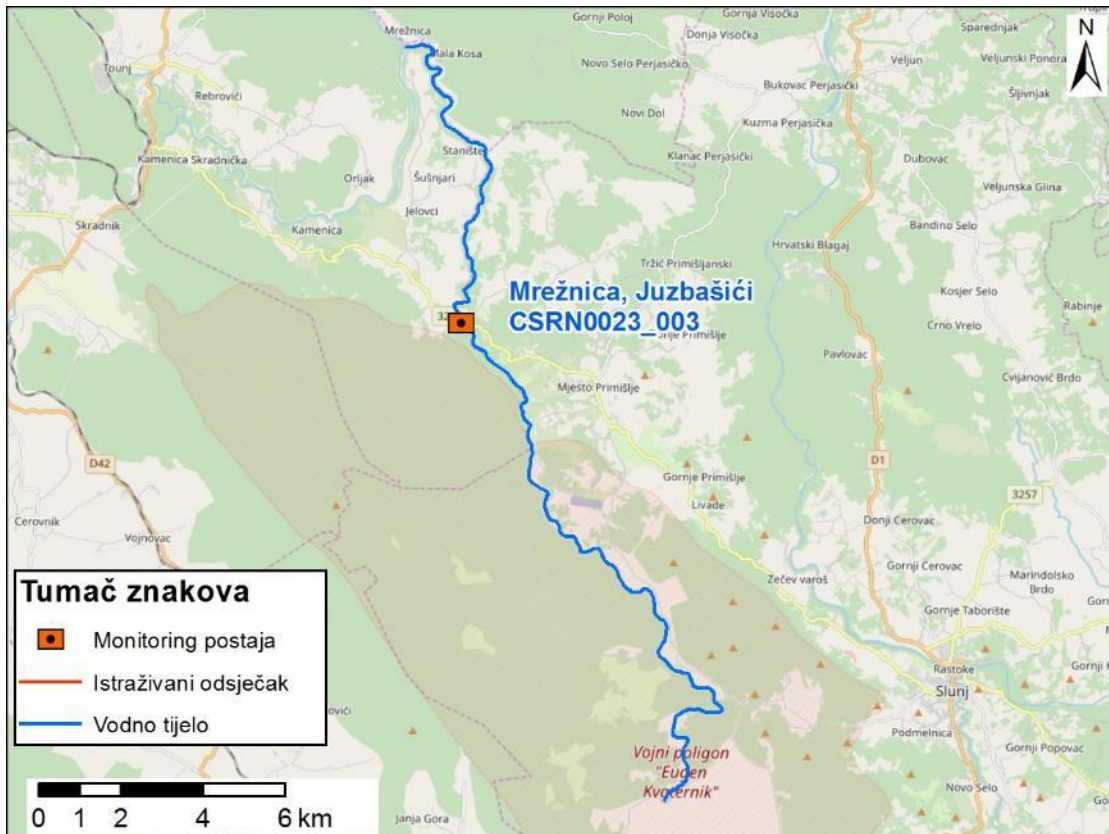 Gornji Poloj
Gornja Visočka
Sparednjak
N
Mrežnica
Donja Visočka
Mala Kosa
Novo Selo Perjasičko
Veljun
Veljunski Ponora
Tounj
Rebrovići
Bukovac Perjasički
Šljivnjak
Novi Dol
Kuzma Perjasička
Kamenica Skradnička
Stanište
Klanac Perjasički
Dubovac
Orljak
Šušnjari
Veljunska Glina
Jelovci
Skradnik
Kamenica
Bandino Selo
Hrvatski Blagaj
Tržić Primišljanski
Mrežnica, Juzbašići
CSRN0023_003
Kosjer Selo
Rabinje
Crno Vrelo
Pavlovac
Mjesto Primišlje
Cvijanović Brdo
D42
D1
Gornje Primišlje
3257
Cerovnik
Livade
Vojnovac
Donji Cerovac
Gornji Cerovac
Zečev varoš
Marindolsko
Brdo
Gornje Taborište
Rastoke
Slunj
Podmelnica
Gornji Popovac
Vojni poligon
"Eugen
Kvaternik"
Novo Selo
Janja Gora
Tumač znakova
Monitoring postaja
Istraživani odsječak
Vodno tijelo
0 1 2 4 6 km